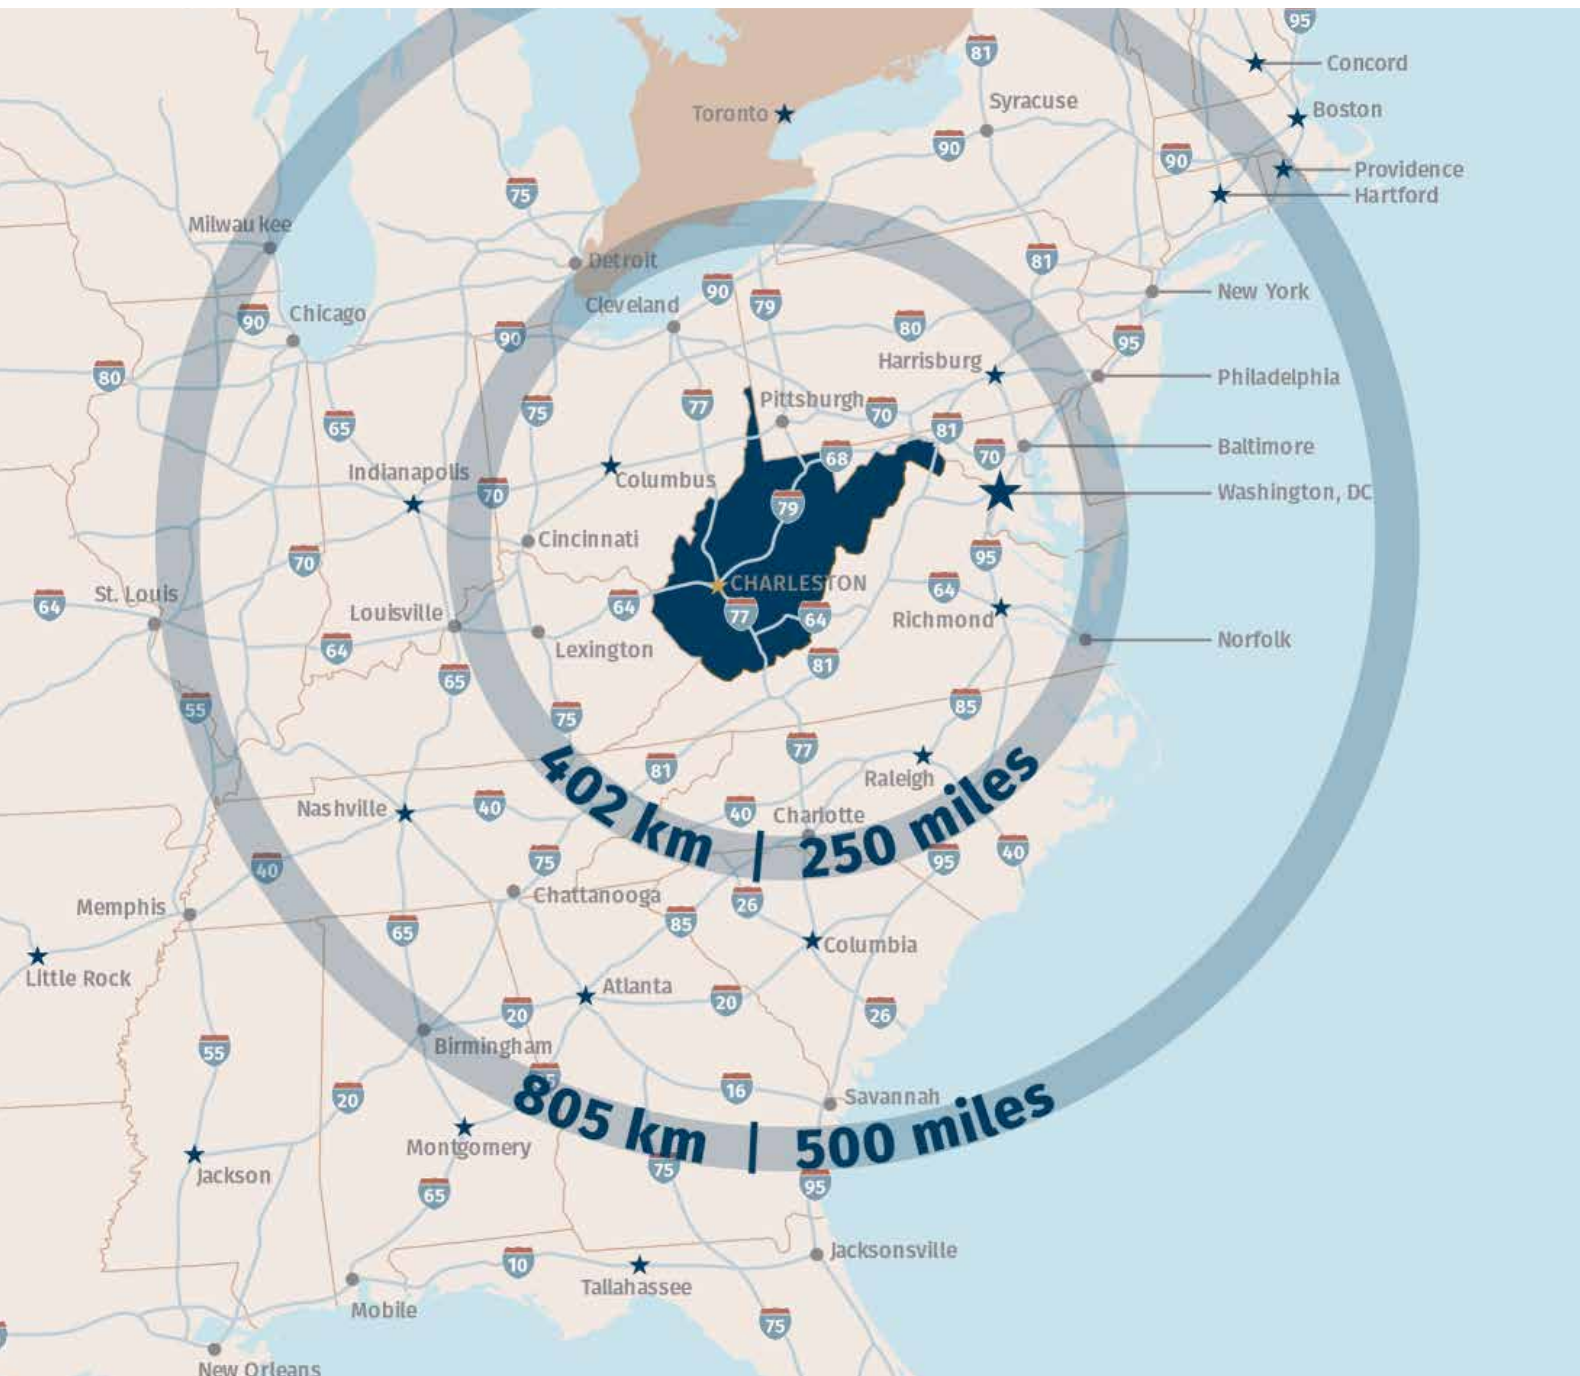 95
81
Concord
Syracuse
Boston
Toronto
90
90
Providence
75
Hartford
Milwaukee
Detroit
81
90
79
New York
Cleveland
90
Chicago
80
90
95
Harrisburg
80
Philadelphia
77
Pittsburgh
70
75
65
81
Baltimore
68
70
Indianapolis
Columbus
70
Washington, DC
79
Cincinnati
95
70
CHARLESTON
64
St. Louis
64
64
Louisville
77
64
Richmond
Norfolk
64
Lexington
81
65
55
75
85
77
81
Raleigh
Nashville
40
40
Charlotte
402 km | 250 miles
40
75
95
40
Chattanooga
26
Memphis
65
85
Columbia
Little Rock
Atlanta
20
20
26
Birmingham
55
20
16
Savannah
805 km | 500 miles
Montgomery
Jackson
75
65
95
Jacksonsville
10
Tallahassee
Mobile
75
New Orleans